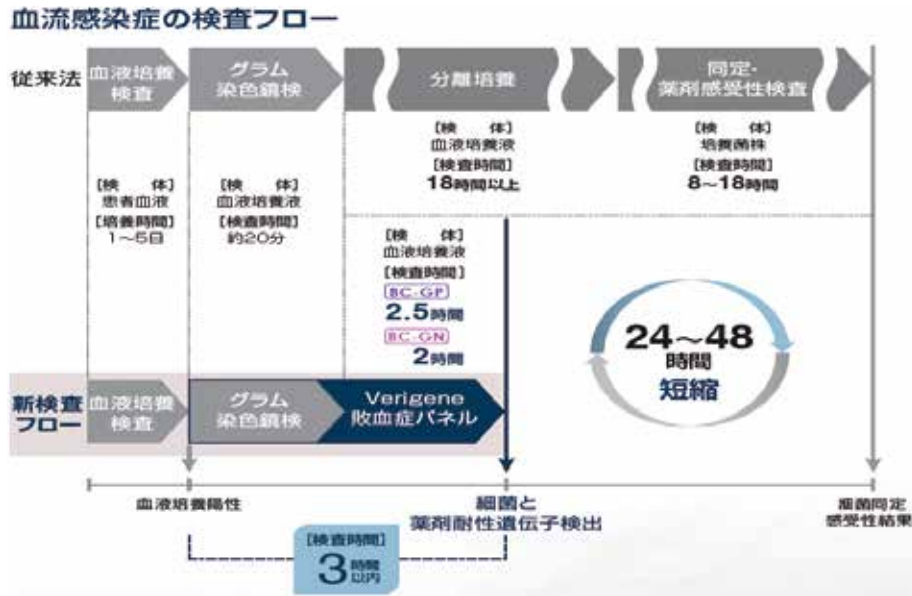 血流感染症の検査フロー
従来法
血液培養
検査
グラム
染色鏡検
分離培養
同定・
薬剤感受性検査
[検　体]
患者血液
[培養時間]
1〜5日
[検　体]
血液培養液
[検査時間]
約20分
[検　体]
血液培養液
[検査時間]
18時間以上
[検　体]
培養菌株
[検査時間]
8〜18時間
[検　体]
血液培養液
[検査時間]
BC-GP
2.5時間
BC-GN
2時間
24〜48
時間
短縮
新検査
フロー
血液培養
検査
グラム
染色鏡検
Verigene
敗血症パネル
血液培養陽性
細菌と
薬剤耐性遺伝子検出
細菌同定
感受性結果
[検査時間]
3時間以内